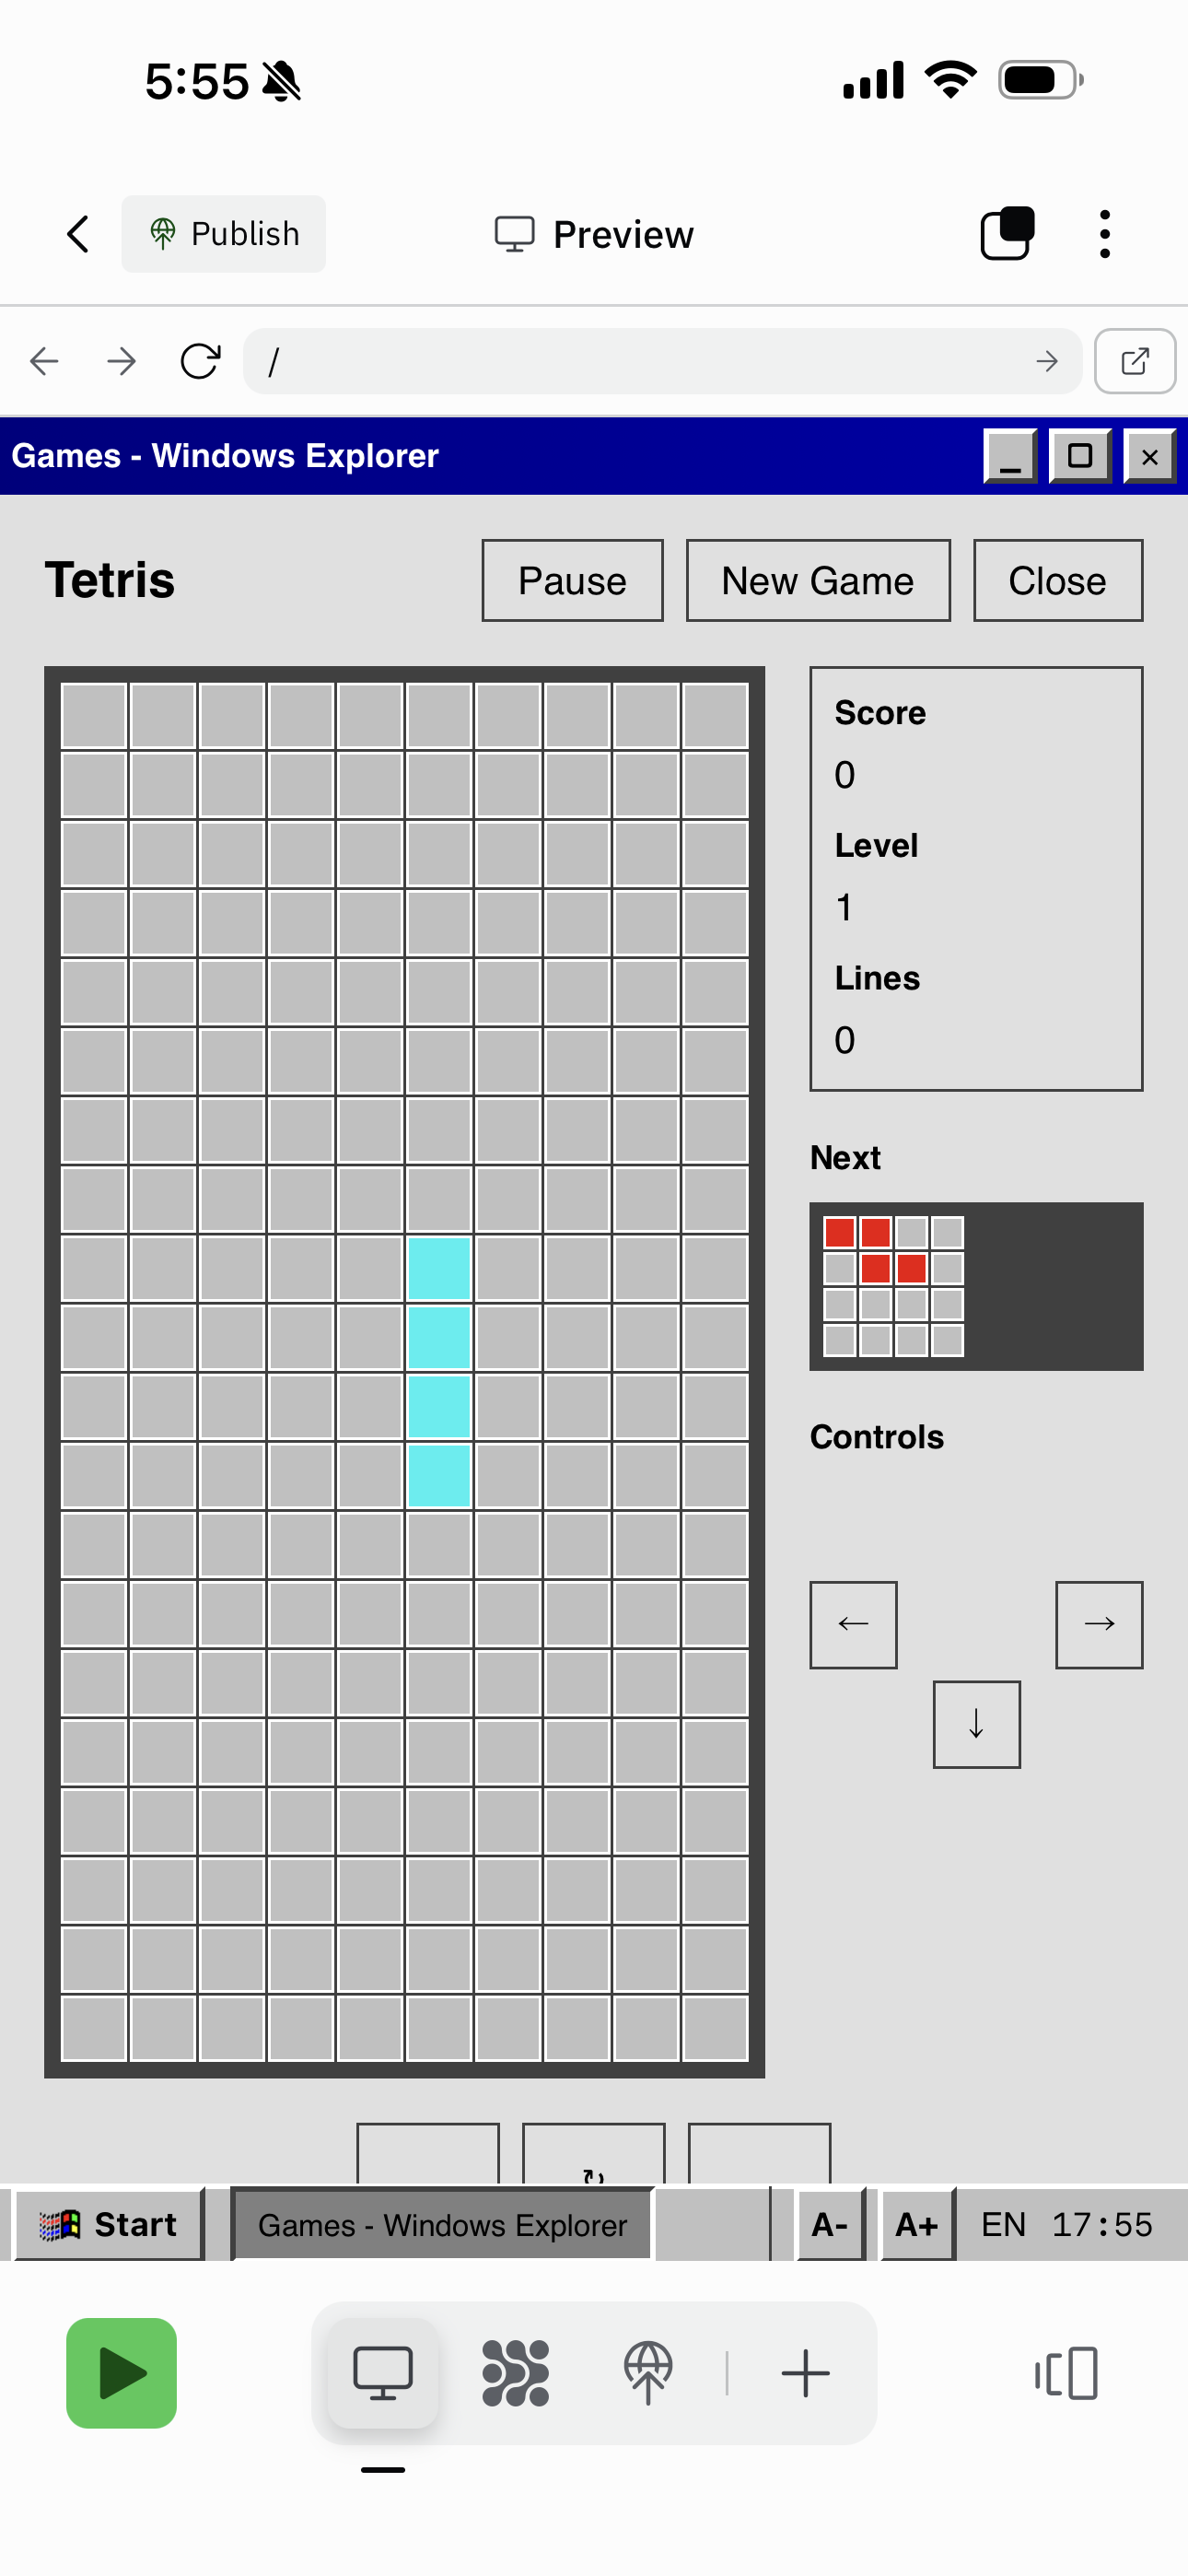 5:55
Publish
Preview
/
Games - Windows Explorer
Tetris
Pause
New Game
Close
Score
0
Level
1
Lines
0
Next
Controls
Start
Games - Windows Explorer
A-
A+
EN
17:55